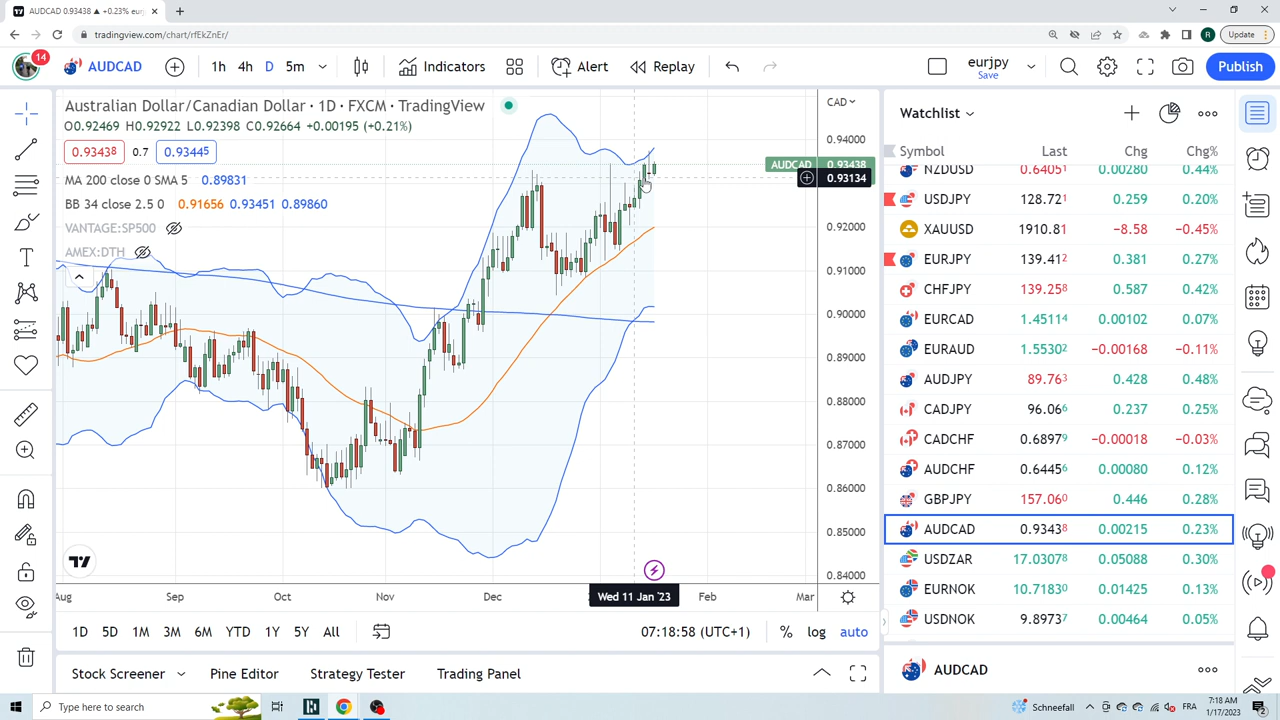 AUDCAD 0.93438 ▲ +0.23% eurj
tradingview.com/chart/rfEkZnEr/
R
Update
14
AUDCAD
1h 4h D 5m
Indicators
Alert
Replay
eurjpy
Save
Publish
Australian Dollar/Canadian Dollar · 1D · FXCM · TradingView
O0.92469 H0.92922 L0.92398 C0.92664 +0.00195 (+0.21%)
0.93438 0.7 0.93445
MA 200 close 0 SMA 5 0.89831
BB 34 close 2.5 0 0.91656 0.93451 0.89860
VANTAGE:SP500
AMEX:DTH
CAD
0.94000
AUDCAD 0.93438
0.93134
0.92000
0.91000
0.90000
0.89000
0.88000
0.87000
0.86000
0.85000
0.84000
Aug Sep Oct Nov Dec Wed 11 Jan '23 Feb Mar
1D 5D 1M 3M 6M YTD 1Y 5Y All
07:18:58 (UTC+1) % log auto
Stock Screener Pine Editor Strategy Tester Trading Panel
Watchlist
Symbol Last Chg Chg%
NZDUSD 0.64051 0.00280 0.44%
USDJPY 128.721 0.259 0.20%
XAUUSD 1910.81 −8.58 −0.45%
EURJPY 139.412 0.381 0.27%
CHFJPY 139.258 0.587 0.42%
EURCAD 1.45114 0.00102 0.07%
EURAUD 1.55302 −0.00168 −0.11%
AUDJPY 89.763 0.428 0.48%
CADJPY 96.066 0.237 0.25%
CADCHF 0.68979 −0.00018 −0.03%
AUDCHF 0.64456 0.00080 0.12%
GBPJPY 157.060 0.446 0.28%
AUDCAD 0.93438 0.00215 0.23%
USDZAR 17.03078 0.05088 0.30%
EURNOK 10.71830 0.01425 0.13%
USDNOK 9.89737 0.00464 0.05%
AUDCAD
Type here to search
Schneefall
FRA
7:18 AM
1/17/2023
2